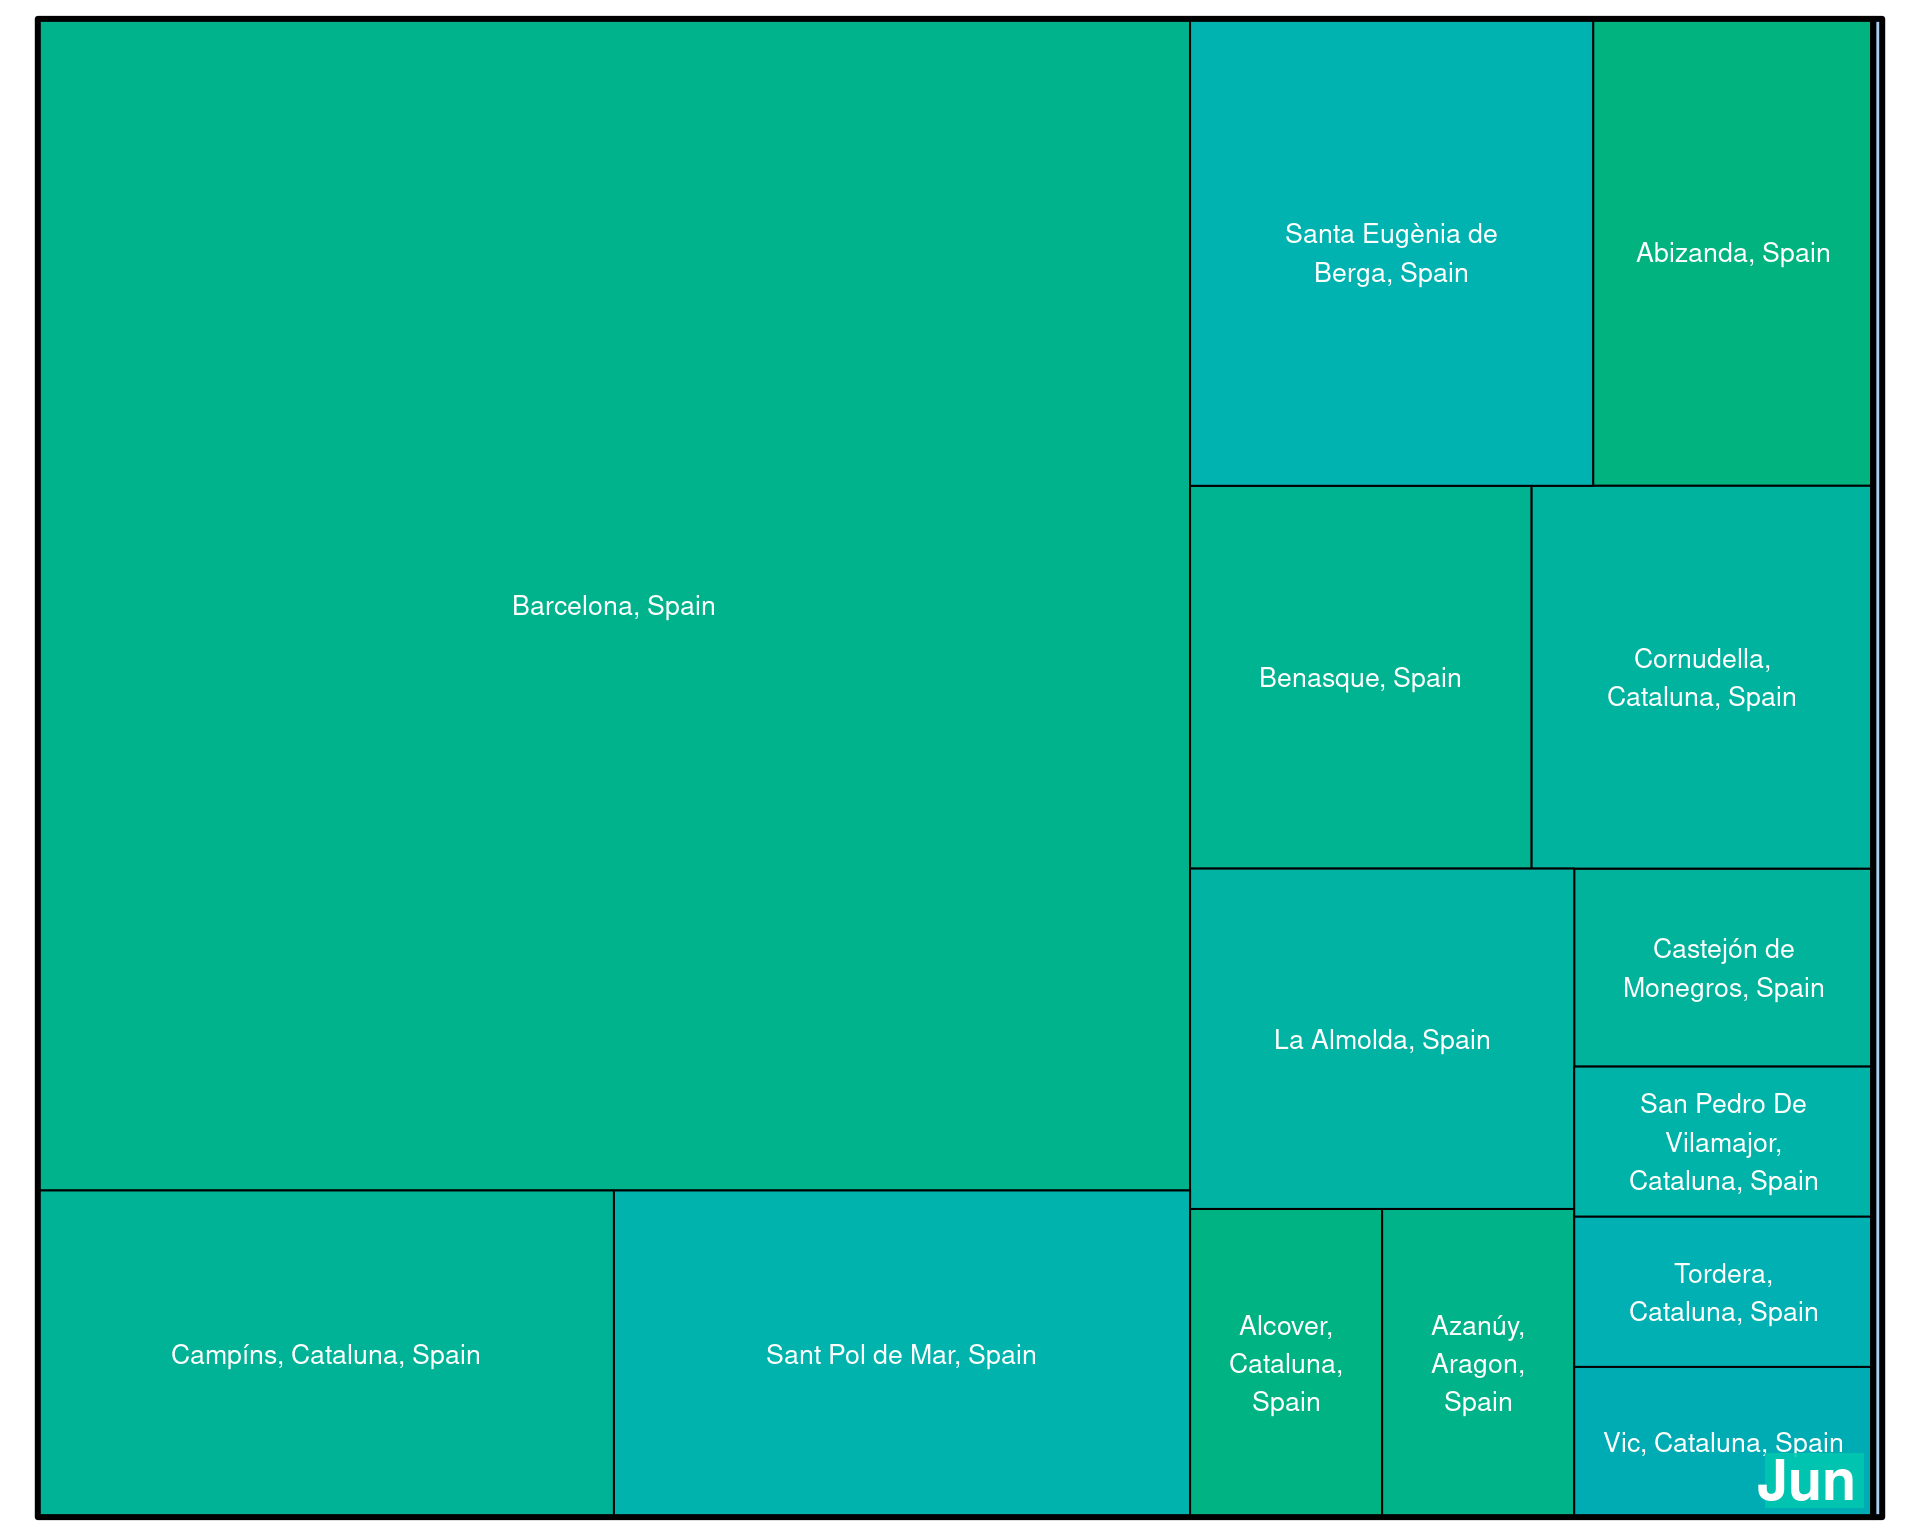 Barcelona, Spain
Santa Eugènia de
Berga, Spain
Abizanda, Spain
Benasque, Spain
Cornudella,
Cataluna, Spain
La Almolda, Spain
Castejón de
Monegros, Spain
San Pedro De
Vilamajor,
Cataluna, Spain
Tordera,
Cataluna, Spain
Campíns, Cataluna, Spain
Sant Pol de Mar, Spain
Alcover,
Cataluna,
Spain
Azanúy,
Aragon,
Spain
Vic, Cataluna, Spain
Jun